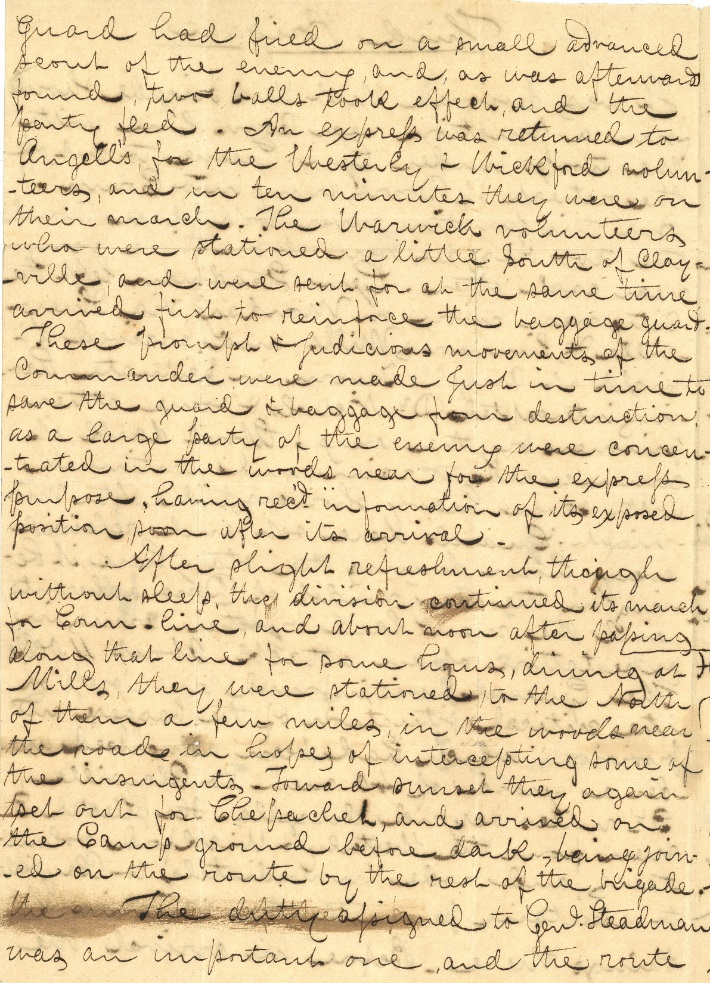 Guard had fired on a small advanced
scout of the enemy, and, as was afterward
found, two balls took effect, and the
party fled. An express was returned to
Angell's for the Westerly & Wickford volun-
-teers, and in ten minutes they were on
their march. The Warwick volunteers
who were stationed a little South of Clay-
-ville, and were sent for at the same time
arrived first to reinforce the baggage guard.
These prompt & judicious movements of the
Commander were made just in time to
save the guard & baggage from destruction,
as a large party of the enemy were concen-
-trated in the woods near for the express
purpose, having rec'd information of its exposed
position soon after its arrival.
After slight refreshment, though
without sleep, the division continued its march
for Conn-line, and about noon after passing
along that line for some hours, dining at
Mills, they were stationed, to the North
of them a few miles, in the woods near
the road, in hopes of intercepting some of
the insurgents. Toward sunset they again
set out for Chepachet, and arrived on
the Camp ground before dark, being join-
-ed on the route by the rest of the brigade.
The duty assigned to Genl. Steadman
was an important one, and the route